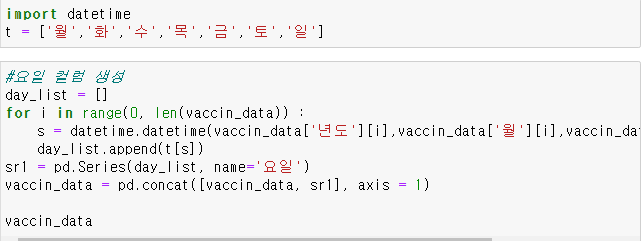 import datetime
t = ['월','화','수','목','금','토','일']
#요일 컬럼 생성
day_list = []
for i in range(0, len(vaccin_data)) :
s = datetime.datetime(vaccin_data['년도'][i],vaccin_data['월'][i],vaccin_da
day_list.append(t[s])
sr1 = pd.Series(day_list, name='요일')
vaccin_data = pd.concat([vaccin_data, sr1], axis = 1)
vaccin_data